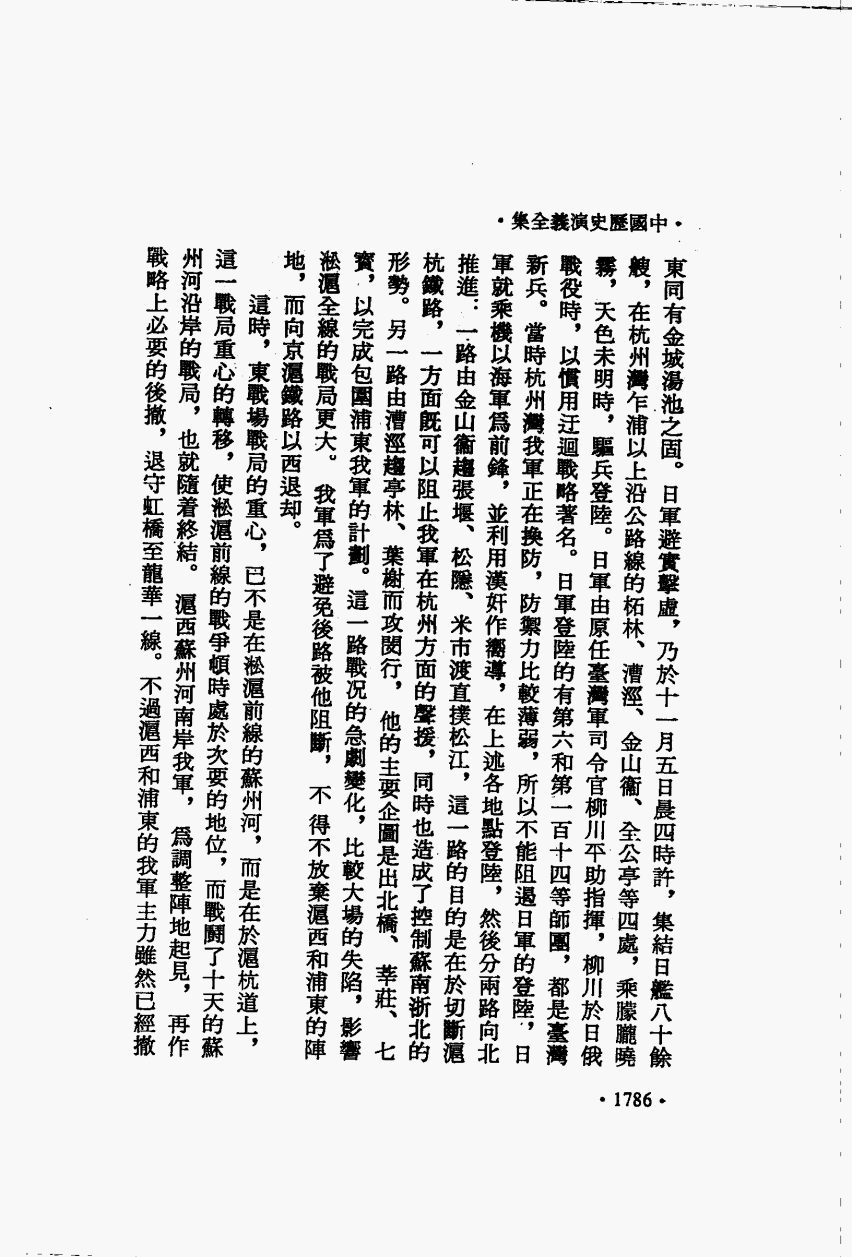 •中國歷史演義全集•
東同有金城湯池之固。日軍避實擊虛，乃於十一月五日晨四時許，集結日艦八十餘
艘，在杭州灣乍浦以上沿公路線的柘林、漕涇、金山衞、全公亭等四處，乘朦朧曉
霧，天色未明時，驅兵登陸。日軍由原任臺灣軍司令官柳川平助指揮，柳川於日俄
戰役時，以慣用迂迴戰略著名。日軍登陸的有第六和第一百十四等師團，都是臺灣
新兵。當時杭州灣我軍正在換防，防禦力比較薄弱，所以不能阻遏日軍的登陸，日
軍就乘機以海軍爲前鋒，並利用漢奸作嚮導，在上述各地點登陸，然後分兩路向北
推進：一路由金山衞趨張堰、松隱、米市渡直撲松江，這一路的目的是在於切斷滬
杭鐵路，一方面旣可以阻止我軍在杭州方面的聲援，同時也造成了控制蘇南浙北的
形勢。另一路由漕涇趨亭林、葉榭而攻閔行，他的主要企圖是出北橋、莘莊、七
寶，以完成包圍浦東我軍的計劃。這一路戰況的急劇變化，比較大場的失陷，影響
淞滬全線的戰局更大。我軍爲了避免後路被他阻斷，不得不放棄滬西和浦東的陣
地，而向京滬鐵路以西退却。
這時，東戰場戰局的重心，已不是在淞滬前線的蘇州河，而是在於滬杭道上，
這一戰局重心的轉移，使淞滬前線的戰爭頓時處於次要的地位，而戰鬭了十天的蘇
州河沿岸的戰局，也就隨着終結。滬西蘇州河南岸我軍，爲調整陣地起見，再作
戰略上必要的後撤，退守虹橋至龍華一線。不過滬西和浦東的我軍主力雖然已經撤
•1786•